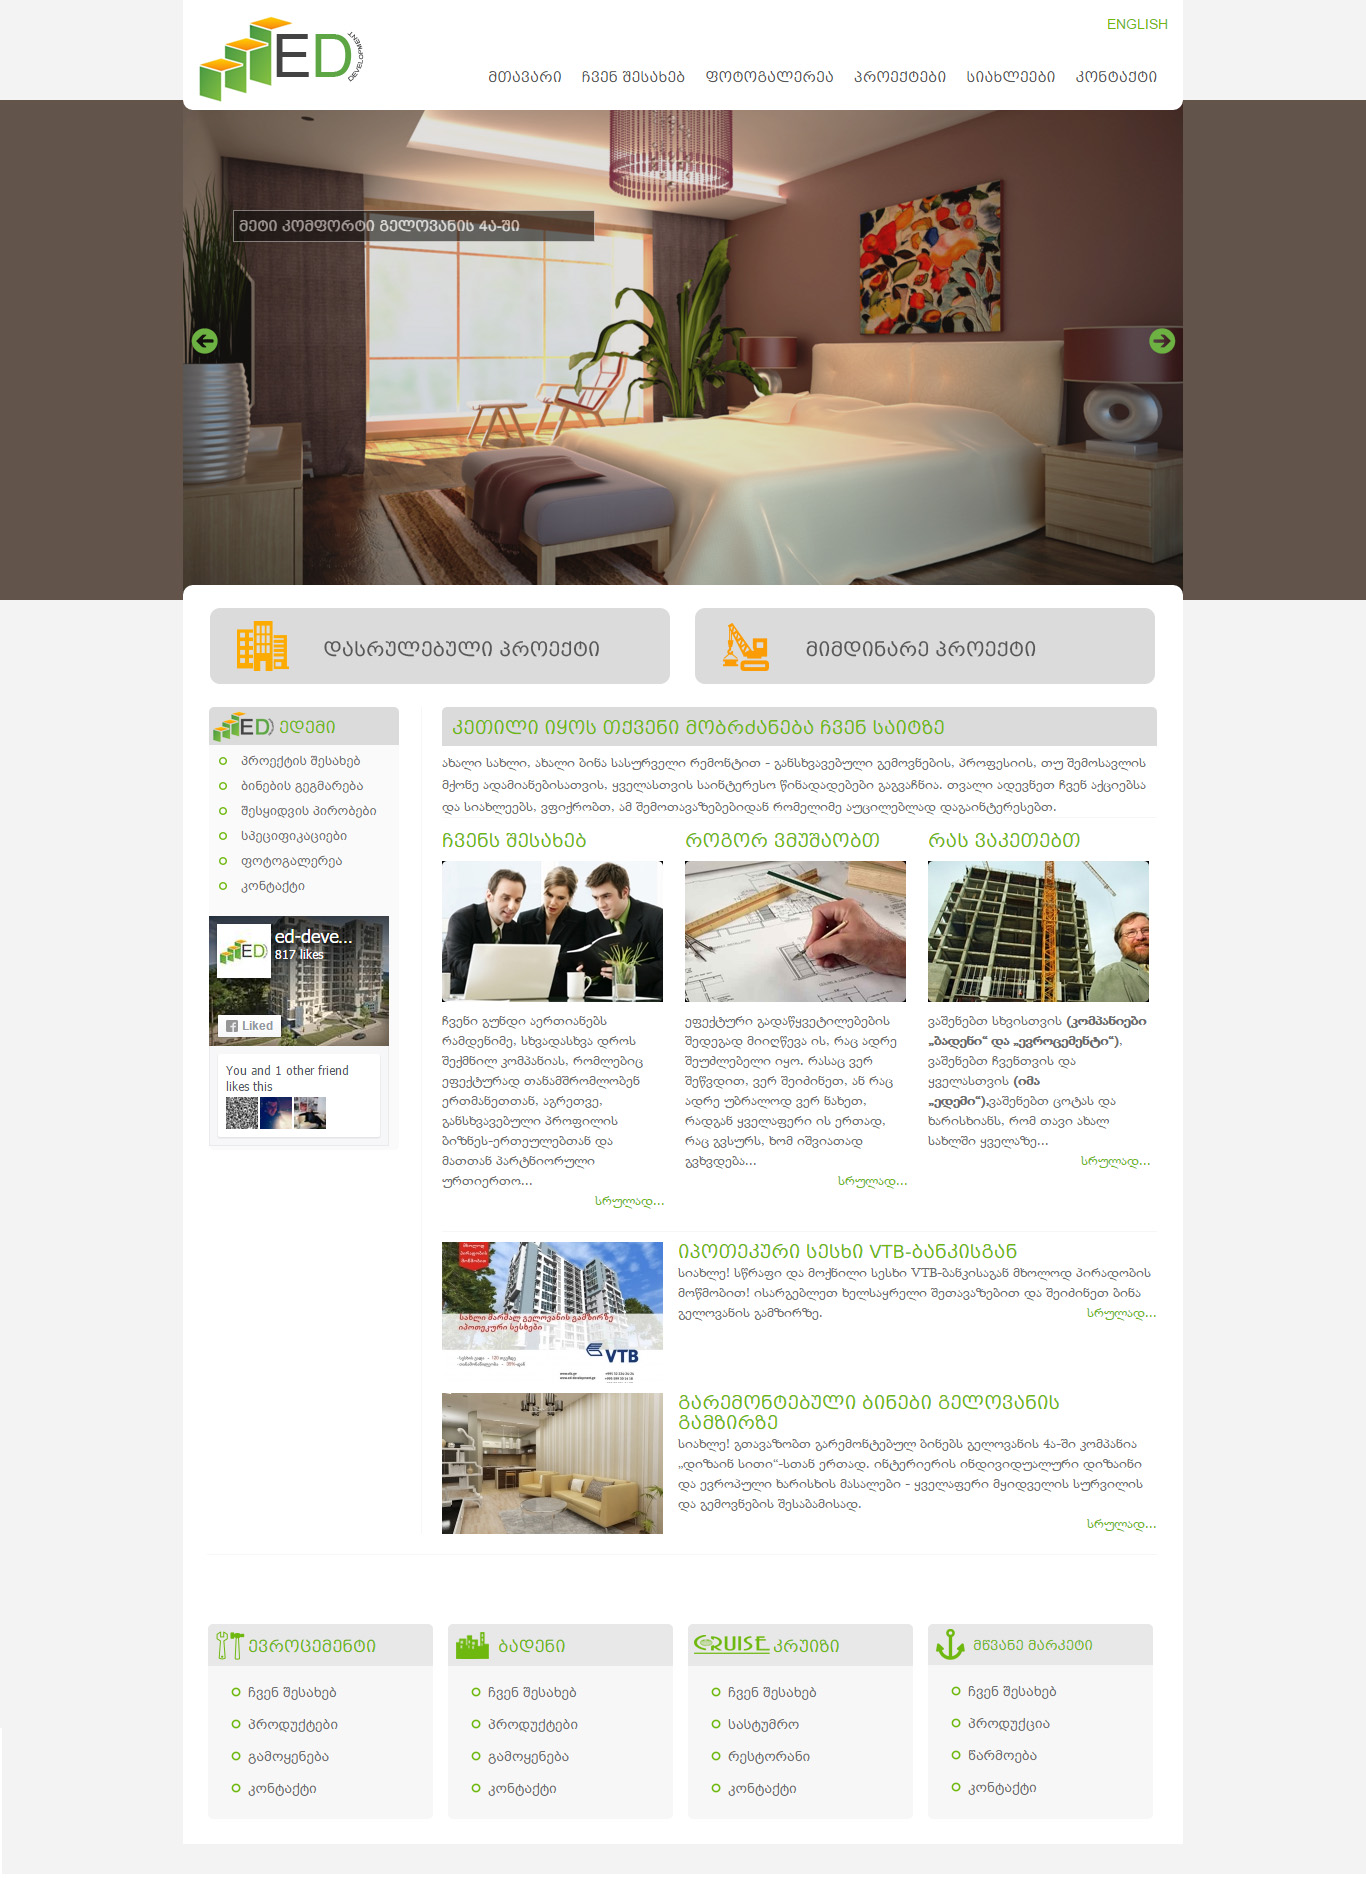 ENGLISH
ED
DEVELOPMENT
მთავარი ჩვენ შესახებ ფოტოგალერეა პროექტები სიახლეები კონტაქტი
მეტი კომფორტი გელოვანის 4ა-ში
დასრულებული პროექტი
მიმდინარე პროექტი
ED ედემი
პროექტის შესახებ
ბინების გეგმარება
შესყიდვის პირობები
სპეციფიკაციები
ფოტოგალერეა
კონტაქტი
ED
ed-deve...
817 likes
Liked
You and 1 other friend
likes this
კეთილი იყოს თქვენი მობრძანება ჩვენ საიტზე
ახალი სახლი, ახალი ბინა სასურველი რემონტით - განსხვავებული გემოვნების, პროფესიის, თუ შემოსავლის
მქონე ადამიანებისათვის, ყველასთვის საინტერესო წინადადებები გაგვაჩნია. თვალი ადევნეთ ჩვენ აქციებსა
და სიახლეებს, ვფიქრობთ, ამ შემოთავაზებებიდან რომელიმე აუცილებლად დაგაინტერესებთ.
ჩვენს შესახებ
ჩვენი გუნდი აერთიანებს
რამდენიმე, სხვადასხვა დროს
შექმნილ კომპანიას, რომლებიც
ეფექტურად თანამშრომლობენ
ერთმანეთთან, აგრეთვე,
განსხვავებული პროფილის
ბიზნეს-ერთეულებთან და
მათთან პარტნიორული
ურთიერთო...
სრულად...
როგორ ვმუშაობთ
ეფექტური გადაწყვეტილებების
შედეგად მიიღწევა ის, რაც ადრე
შეუძლებელი იყო. რასაც ვერ
შეწვდით, ვერ შეიძინეთ, ან რაც
ადრე უბრალოდ ვერ ნახეთ,
რადგან ყველაფერი ის ერთად,
რაც გვსურს, ხომ იშვიათად
გვხვდება...
სრულად...
რას ვაკეთებთ
ვაშენებთ სხვისთვის (კომპანიები
„ბადენი“ და „ევროცემენტი“),
ვაშენებთ ჩვენთვის და
ყველასთვის (იმა
„ედემი“),ვაშენებთ ცოტას და
ხარისხიანს, რომ თავი ახალ
სახლში ყველაზე...
სრულად...
სახლი მარშალ გელოვანის გამზირზე
იპოთეკური სესხები
VTB
იპოთეკური სესხი VTB-ბანკისგან
სიახლე! სწრაფი და მოქნილი სესხი VTB-ბანკისაგან მხოლოდ პირადობის
მოწმობით! ისარგებლეთ ხელსაყრელი შეთავაზებით და შეიძინეთ ბინა
გელოვანის გამზირზე. სრულად...
გარემონტებული ბინები გელოვანის
გამზირზე
სიახლე! გთავაზობთ გარემონტებულ ბინებს გელოვანის 4ა-ში კომპანია
„დიზაინ სითი“-სთან ერთად. ინტერიერის ინდივიდუალური დიზაინი
და ევროპული ხარისხის მასალები - ყველაფერი მყიდველის სურვილის
და გემოვნების შესაბამისად.
სრულად...
ევროცემენტი
ჩვენ შესახებ
პროდუქტები
გამოყენება
კონტაქტი
ბადენი
ჩვენ შესახებ
პროდუქტები
გამოყენება
კონტაქტი
CRUISE კრუიზი
ჩვენ შესახებ
სასტუმრო
რესტორანი
კონტაქტი
მწვანე მარკეტი
ჩვენ შესახებ
პროდუქცია
წარმოება
კონტაქტი